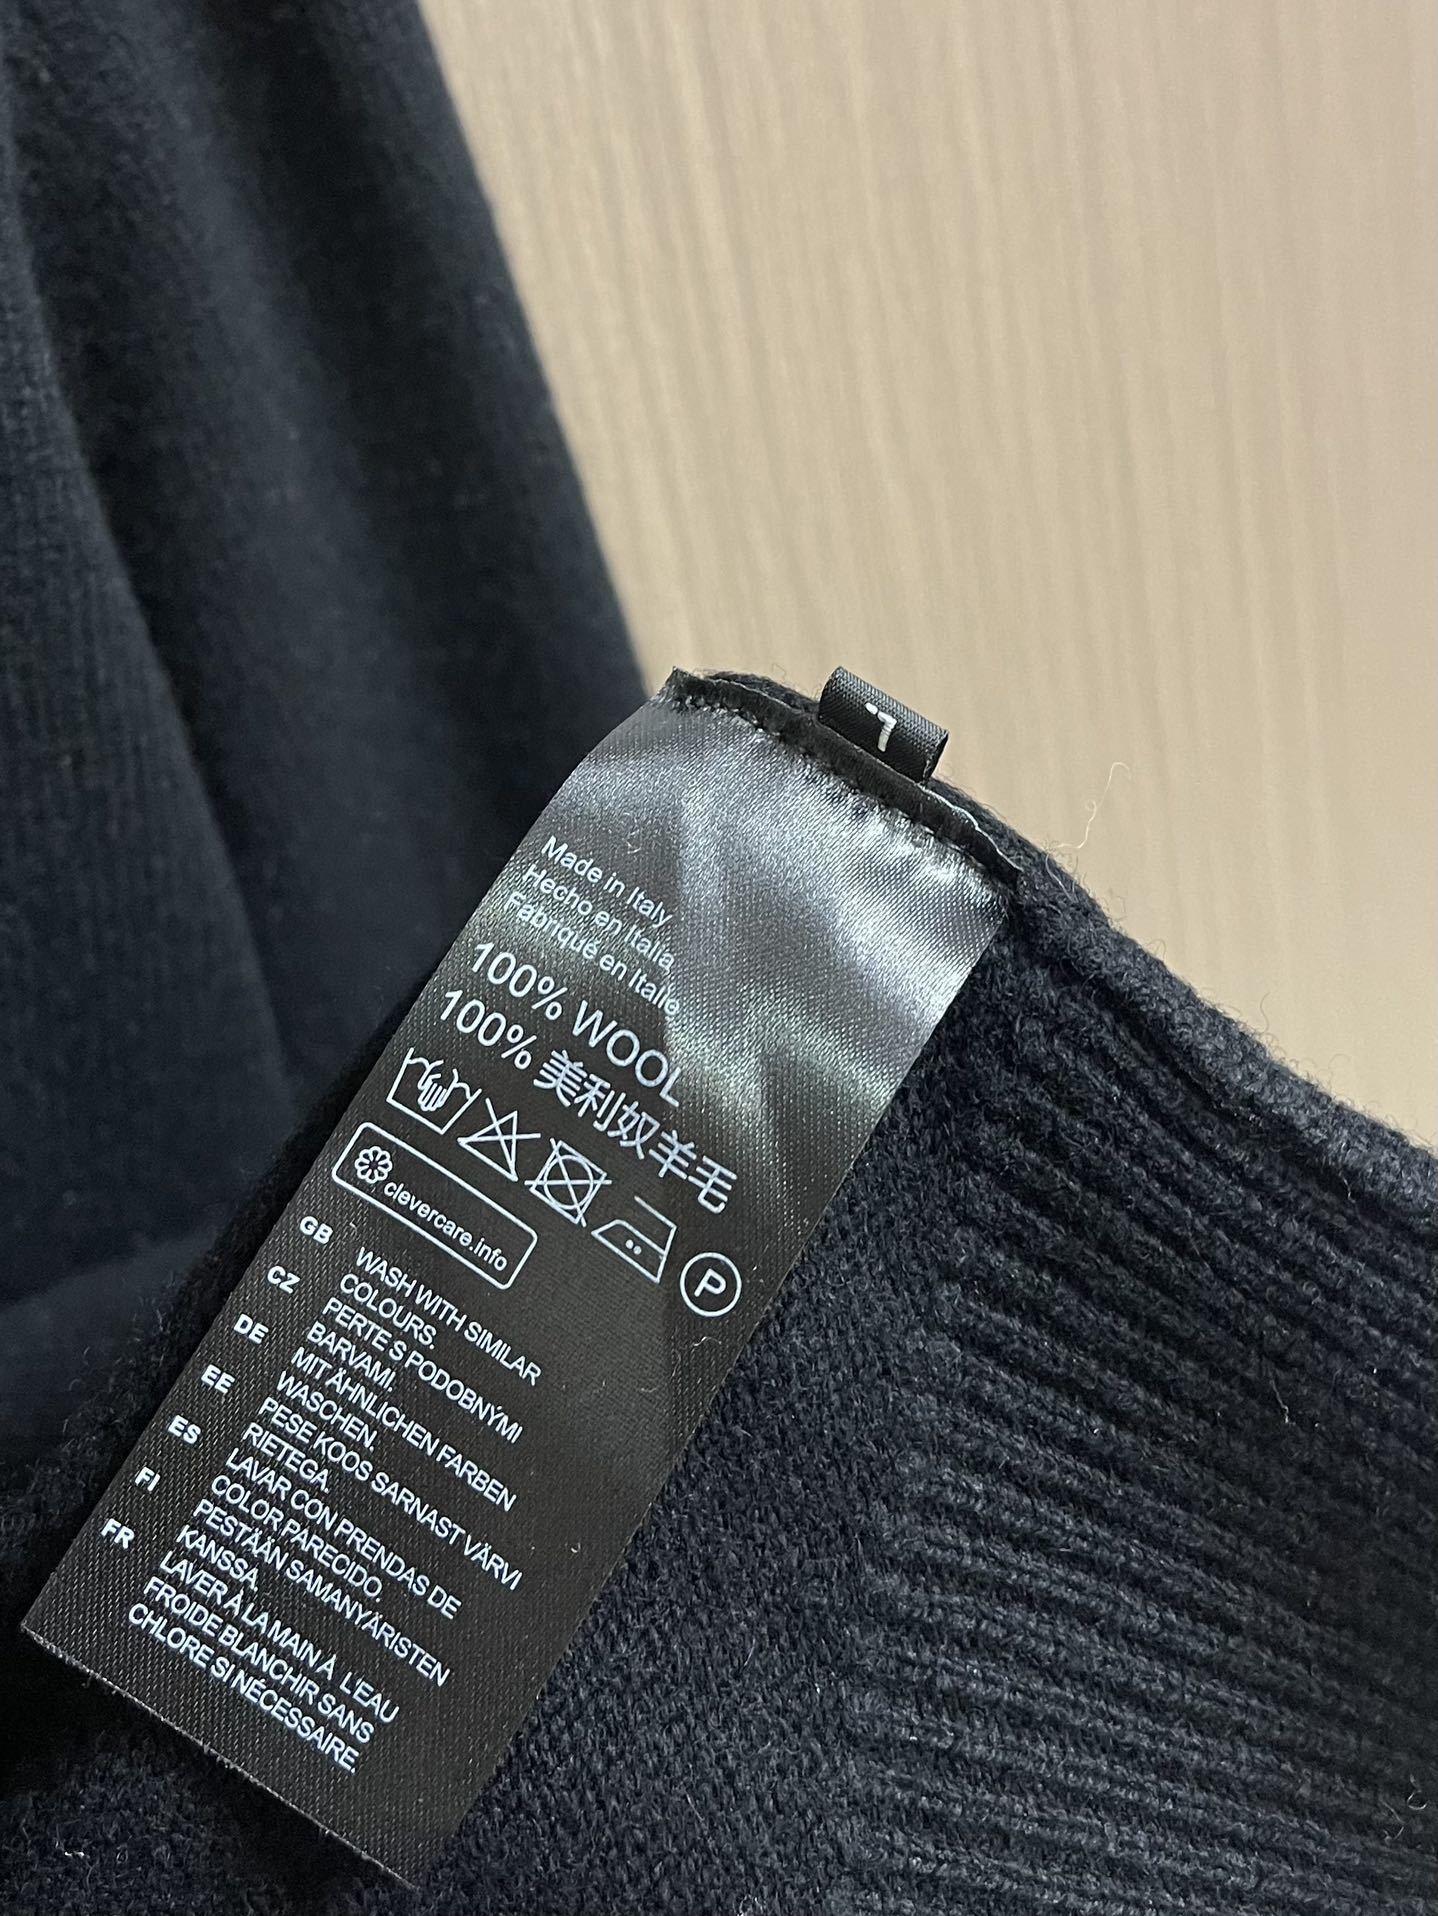 L
Made in Italy
Hecho en Italia
Fabriqué en Italie
100% WOOL
100% 美利奴羊毛
P
clevercare.info
GB WASH WITH SIMILAR
COLOURS.
CZ PERTE S PODOBNÝMI
BARVAMI.
DE MIT ÄHNLICHEN FARBEN
WASCHEN.
EE PESE KOOS SARNAST VÄRVI
RIETEGA.
ES LAVAR CON PRENDAS DE
COLOR PARECIDO.
FI PESTÄÄN SAMANYÄRISTEN
KANSSA.
FR LAVER À LA MAIN À L'EAU
FROIDE BLANCHIR SANS
CHLORE SI NÉCESSAIRE.